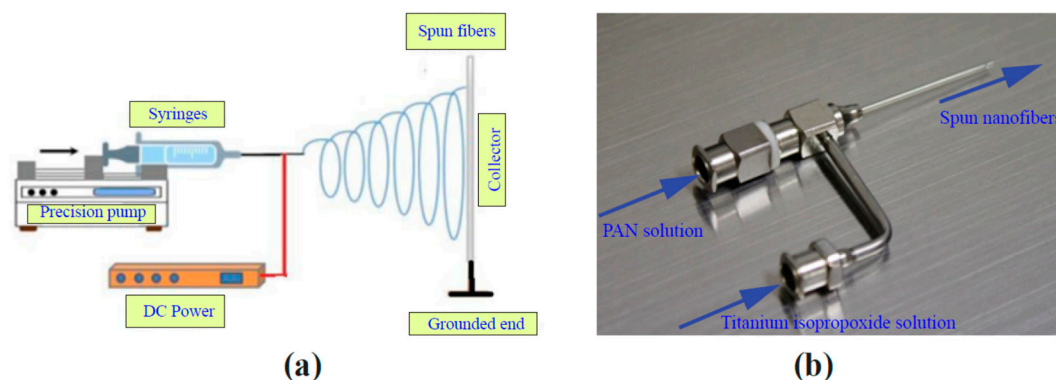 Spun fibers
Syringes
Collector
Precision pump
DC Power
Grounded end
(a)
Spun nanofibers
PAN solution
Titanium isopropoxide solution
(b)